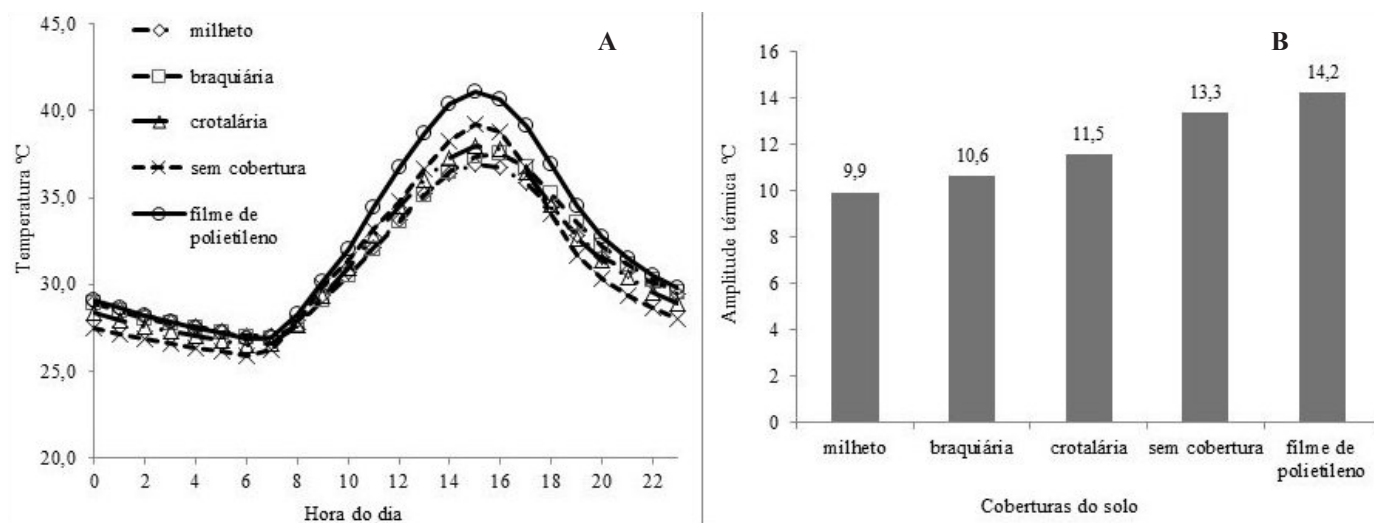 A
45,0
40,0
35,0
30,0
25,0
20,0
Temperatura ºC
milheto
braquiária
crotalária
sem cobertura
filme de
polietileno
0 2 4 6 8 10 12 14 16 18 20 22
Hora do dia
B
16
14
12
10
8
6
4
2
0
Amplitude térmica ºC
9,9
10,6
11,5
13,3
14,2
milheto braquiária crotalária sem cobertura filme de
polietileno
Coberturas do solo